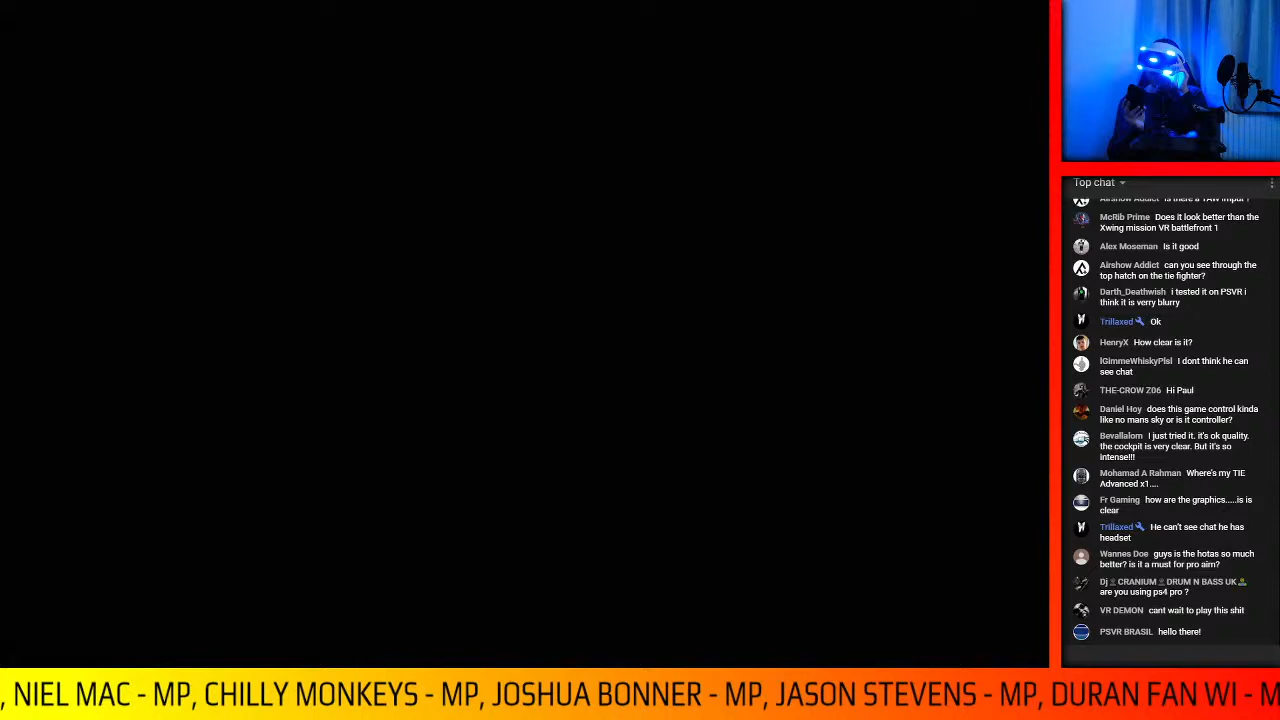 Top chat
Airshow Addict Is there a TAW imput ?
McRib Prime Does it look better than the
Xwing mission VR battlefront 1
Alex Moseman Is it good
Airshow Addict can you see through the
top hatch on the tie fighter?
Darth_Deathwish i tested it on PSVR i
think it is verry blurry
Trillaxed Ok
HenryX How clear is it?
lGimmeWhiskyPlsl I dont think he can
see chat
THE-CROW Z06 Hi Paul
Daniel Hoy does this game control kinda
like no mans sky or is it controller?
Bevallalom I just tried it. it's ok quality.
the cockpit is very clear. But it's so
intense!!!
Mohamad A Rahman Where's my TIE
Advanced x1....
Fr Gaming how are the graphics.....is is
clear
Trillaxed He can't see chat he has
headset
Wannes Doe guys is the hotas so much
better? is it a must for pro aim?
Dj CRANIUM DRUM N BASS UK
are you using ps4 pro ?
VR DEMON cant wait to play this shit
PSVR BRASIL hello there!
, NIEL MAC - MP, CHILLY MONKEYS - MP, JOSHUA BONNER - MP, JASON STEVENS - MP, DURAN FAN WI - M